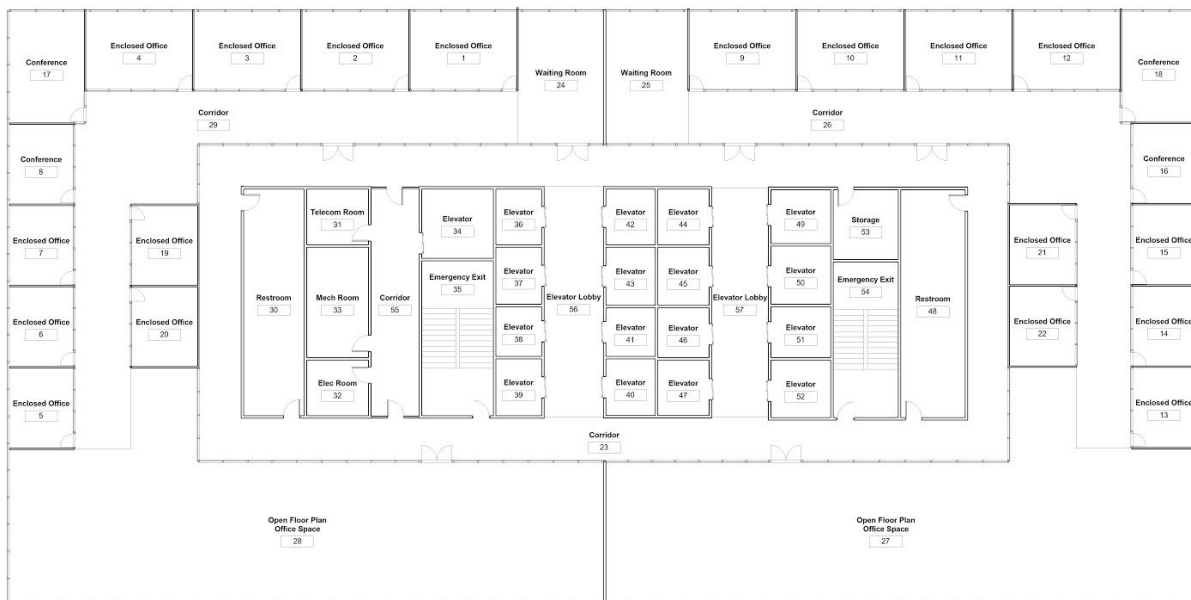 Enclosed Office
4
Enclosed Office
3
Enclosed Office
2
Enclosed Office
1
Enclosed Office
9
Enclosed Office
10
Enclosed Office
11
Enclosed Office
12
Conference
17
Waiting Room
24
Waiting Room
25
Conference
18
Corridor
29
Corridor
26
Conference
8
Conference
16
Telecom Room
31
Elevator
34
Elevator
36
Elevator
42
Elevator
44
Elevator
49
Storage
53
Enclosed Office
7
Enclosed Office
19
Enclosed Office
21
Enclosed Office
15
Emergency Exit
35
Elevator
37
Elevator
43
Elevator
45
Elevator
50
Emergency Exit
54
Restroom
30
Mech Room
33
Corridor
55
Elevator Lobby
56
Elevator Lobby
57
Restroom
48
Enclosed Office
6
Enclosed Office
20
Elevator
38
Elevator
41
Elevator
46
Elevator
51
Enclosed Office
22
Enclosed Office
14
Elec Room
32
Elevator
39
Elevator
40
Elevator
47
Elevator
52
Enclosed Office
5
Enclosed Office
13
Corridor
23
Open Floor Plan
Office Space
28
Open Floor Plan
Office Space
27